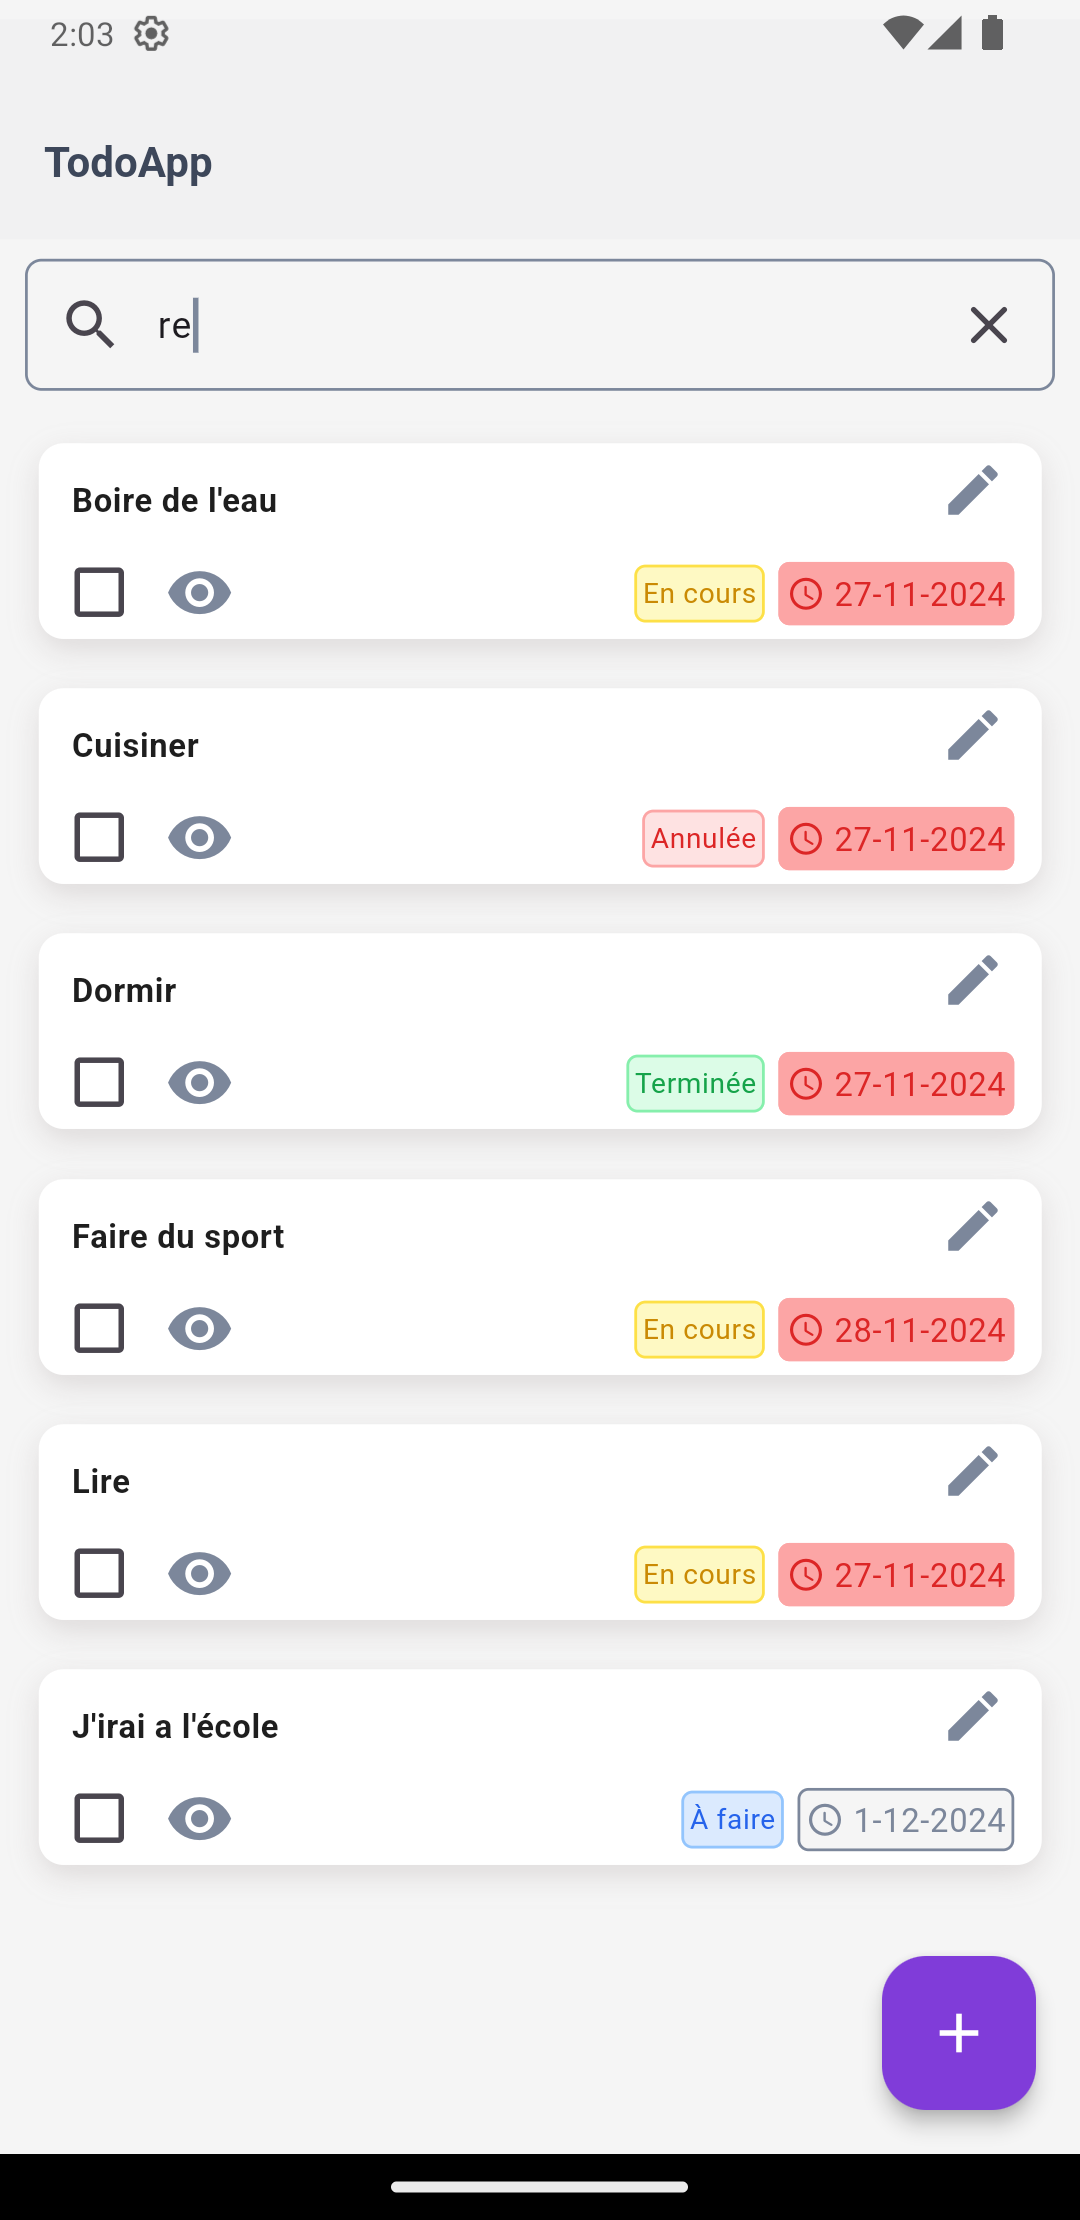 2:03
TodoApp
re
Boire de l'eau
En cours 27-11-2024
Cuisiner
Annulée 27-11-2024
Dormir
Terminée 27-11-2024
Faire du sport
En cours 28-11-2024
Lire
En cours 27-11-2024
J'irai a l'école
À faire 1-12-2024